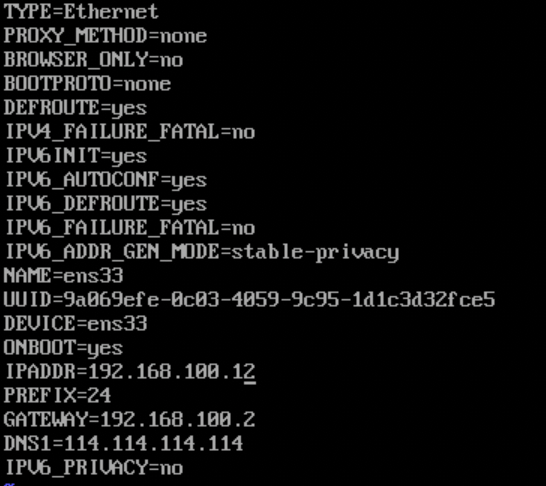 TYPE=Ethernet
PROXY_METHOD=none
BROWSER_ONLY=no
BOOTPROTO=none
DEFROUTE=yes
IPV4_FAILURE_FATAL=no
IPV6INIT=yes
IPV6_AUTOCONF=yes
IPV6_DEFROUTE=yes
IPV6_FAILURE_FATAL=no
IPV6_ADDR_GEN_MODE=stable-privacy
NAME=ens33
UUID=9a069efe-0c03-4059-9c95-1d1c3d32fce5
DEVICE=ens33
ONBOOT=yes
IPADDR=192.168.100.12
PREFIX=24
GATEWAY=192.168.100.2
DNS1=114.114.114.114
IPV6_PRIVACY=no